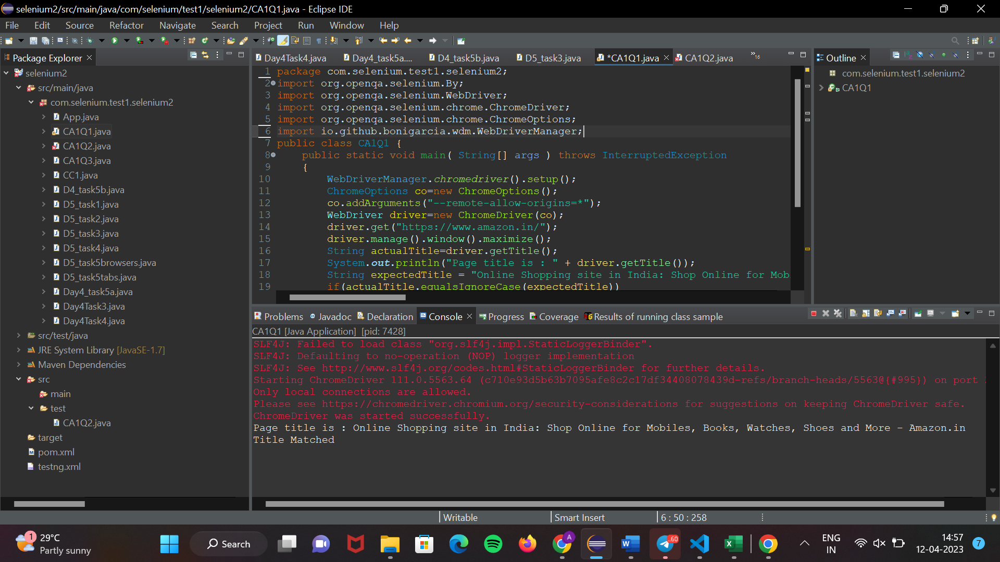 selenium2/src/main/java/com/selenium/test1/selenium2/CA1Q1.java - Eclipse IDE
File Edit Source Refactor Navigate Search Project Run Window Help
Package Explorer
selenium2
src/main/java
com.selenium.test1.selenium2
App.java
CA1Q1.java
CA1Q2.java
CA1Q3.java
CC1.java
D4_task5b.java
D5_task1.java
D5_task2.java
D5_task3.java
D5_task4.java
D5_task5browsers.java
D5_task5tabs.java
Day4_task5a.java
Day4Task3.java
Day4Task4.java
src/test/java
JRE System Library [JavaSE-1.7]
Maven Dependencies
src
main
test
CA1Q2.java
target
pom.xml
testng.xml
Day4Task4.java Day4_task5a.... D4_task5b.java D5_task3.java *CA1Q1.java CA1Q2.java »16
1 package com.selenium.test1.selenium2;
2 import org.openqa.selenium.By;
3 import org.openqa.selenium.WebDriver;
4 import org.openqa.selenium.chrome.ChromeDriver;
5 import org.openqa.selenium.chrome.ChromeOptions;
6 import io.github.bonigarcia.wdm.WebDriverManager;
7 public class CA1Q1 {
8 public static void main( String[] args ) throws InterruptedException
9 {
10 WebDriverManager.chromedriver().setup();
11 ChromeOptions co=new ChromeOptions();
12 co.addArguments("--remote-allow-origins=*");
13 WebDriver driver=new ChromeDriver(co);
14 driver.get("https://www.amazon.in/");
15 driver.manage().window().maximize();
16 String actualTitle=driver.getTitle();
17 System.out.println("Page title is : " + driver.getTitle());
18 String expectedTitle = "Online Shopping site in India: Shop Online for Mob
19 if(actualTitle.equalsIgnoreCase(expectedTitle))
Outline
com.selenium.test1.selenium2
CA1Q1
Problems Javadoc Declaration Console Progress Coverage Results of running class sample
CA1Q1 [Java Application] [pid: 7428]
SLF4J: Failed to load class "org.slf4j.impl.StaticLoggerBinder".
SLF4J: Defaulting to no-operation (NOP) logger implementation
SLF4J: See http://www.slf4j.org/codes.html#StaticLoggerBinder for further details.
Starting ChromeDriver 111.0.5563.64 (c710e93d5b63b7095afe8c2c17df34408078439d-refs/branch-heads/5563@{#995}) on port
Only local connections are allowed.
Please see https://chromedriver.chromium.org/security-considerations for suggestions on keeping ChromeDriver safe.
ChromeDriver was started successfully.
Page title is : Online Shopping site in India: Shop Online for Mobiles, Books, Watches, Shoes and More - Amazon.in
Title Matched
Writable Smart Insert 6 : 50 : 258
1
29°C
Partly sunny
Search
A
..60
ENG
IN
14:57
12-04-2023
7